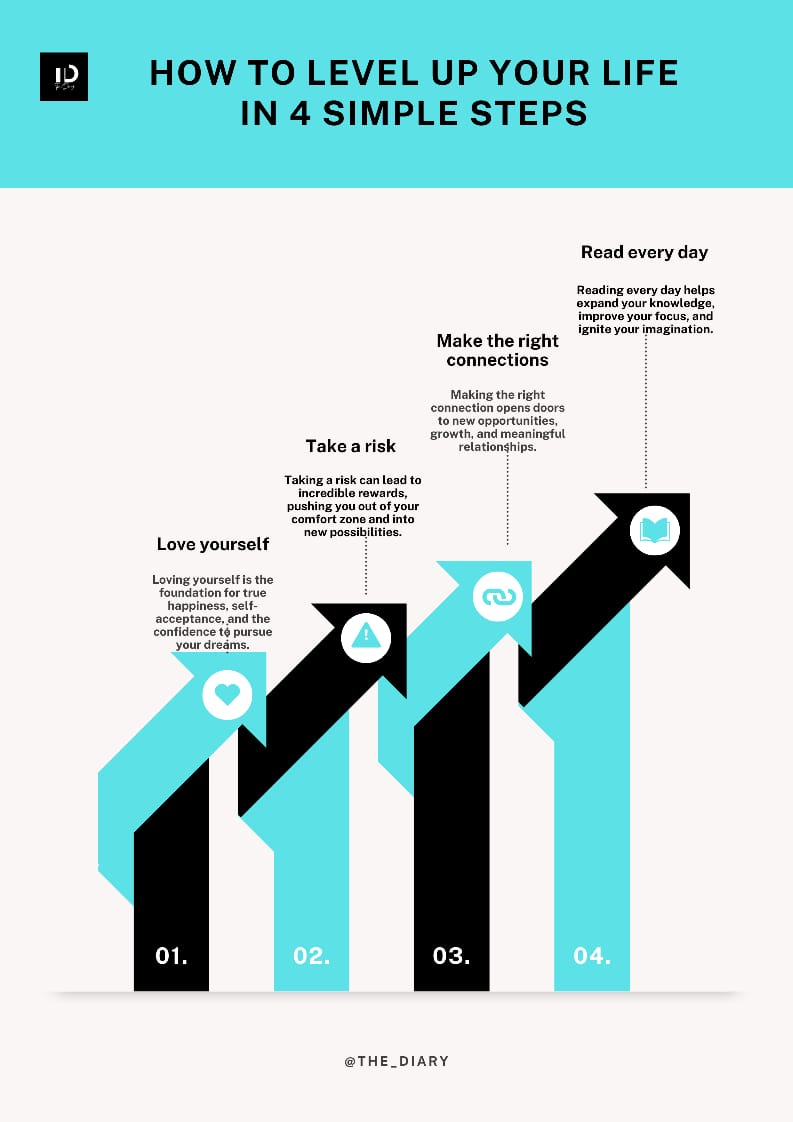 HOW TO LEVEL UP YOUR LIFE
IN 4 SIMPLE STEPS
Love yourself
Loving yourself is the
foundation for true
happiness, self-
acceptance, and the
confidence to pursue
your dreams.
Take a risk
Taking a risk can lead to
incredible rewards,
pushing you out of your
comfort zone and into
new possibilities.
Make the right
connections
Making the right
connection opens doors
to new opportunities,
growth, and meaningful
relationships.
Read every day
Reading every day helps
expand your knowledge,
improve your focus, and
ignite your imagination.
!
01.
02.
03.
04.
@THE_DIARY